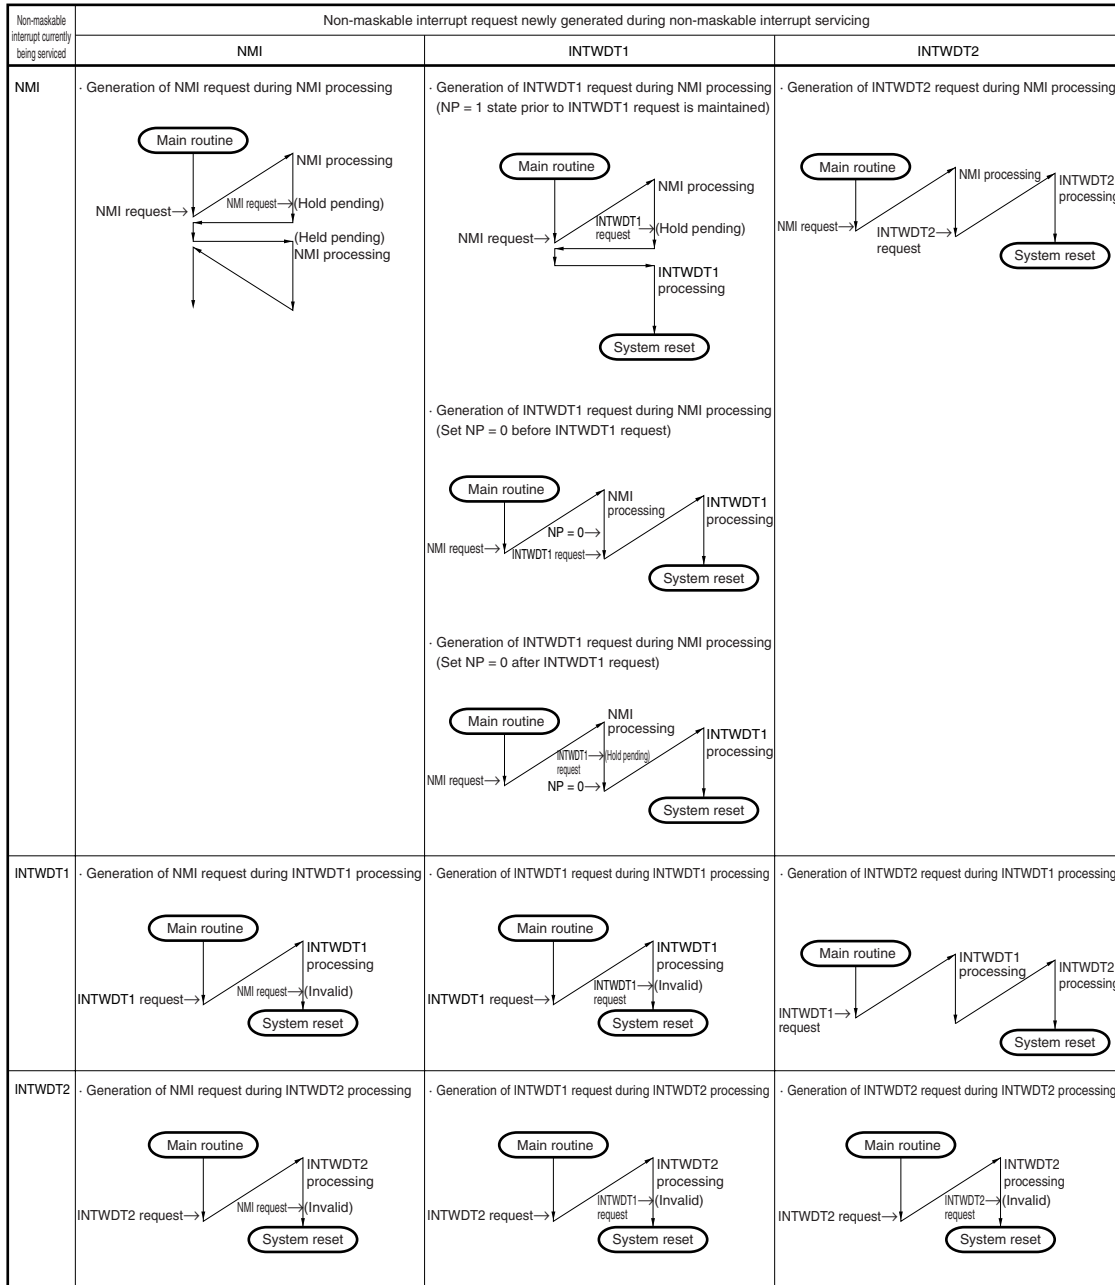 Non-maskable
interrupt currently
being serviced
Non-maskable interrupt request newly generated during non-maskable interrupt servicing
NMI
INTWDT1
INTWDT2
NMI
· Generation of NMI request during NMI processing
Main routine
NMI processing
NMI request→
NMI request→(Hold pending)
(Held pending)
NMI processing
· Generation of INTWDT1 request during NMI processing
(NP = 1 state prior to INTWDT1 request is maintained)
Main routine
NMI processing
NMI request→
INTWDT1
request
→(Hold pending)
INTWDT1
processing
System reset
· Generation of INTWDT1 request during NMI processing
(Set NP = 0 before INTWDT1 request)
Main routine
NMI
processing
INTWDT1
processing
NP = 0→
NMI request→
INTWDT1 request→
System reset
· Generation of INTWDT1 request during NMI processing
(Set NP = 0 after INTWDT1 request)
Main routine
NMI
processing
INTWDT1
processing
INTWDT1→(Hold pending)
request
NMI request→
NP = 0→
System reset
· Generation of INTWDT2 request during NMI processing
Main routine
NMI processing
INTWDT2
processing
NMI request→
INTWDT2→
request
System reset
INTWDT1
· Generation of NMI request during INTWDT1 processing
Main routine
INTWDT1
processing
INTWDT1 request→
NMI request→(Invalid)
System reset
· Generation of INTWDT1 request during INTWDT1 processing
Main routine
INTWDT1
processing
INTWDT1 request→
INTWDT1→(Invalid)
request
System reset
· Generation of INTWDT2 request during INTWDT1 processing
Main routine
INTWDT1
processing
INTWDT2
processing
INTWDT1→
request
System reset
INTWDT2
· Generation of NMI request during INTWDT2 processing
Main routine
INTWDT2
processing
INTWDT2 request→
NMI request→(Invalid)
System reset
· Generation of INTWDT1 request during INTWDT2 processing
Main routine
INTWDT2
processing
INTWDT2 request→
INTWDT1→(Invalid)
request
System reset
· Generation of INTWDT2 request during INTWDT2 processing
Main routine
INTWDT2
processing
INTWDT2 request→
INTWDT2→(Invalid)
request
System reset